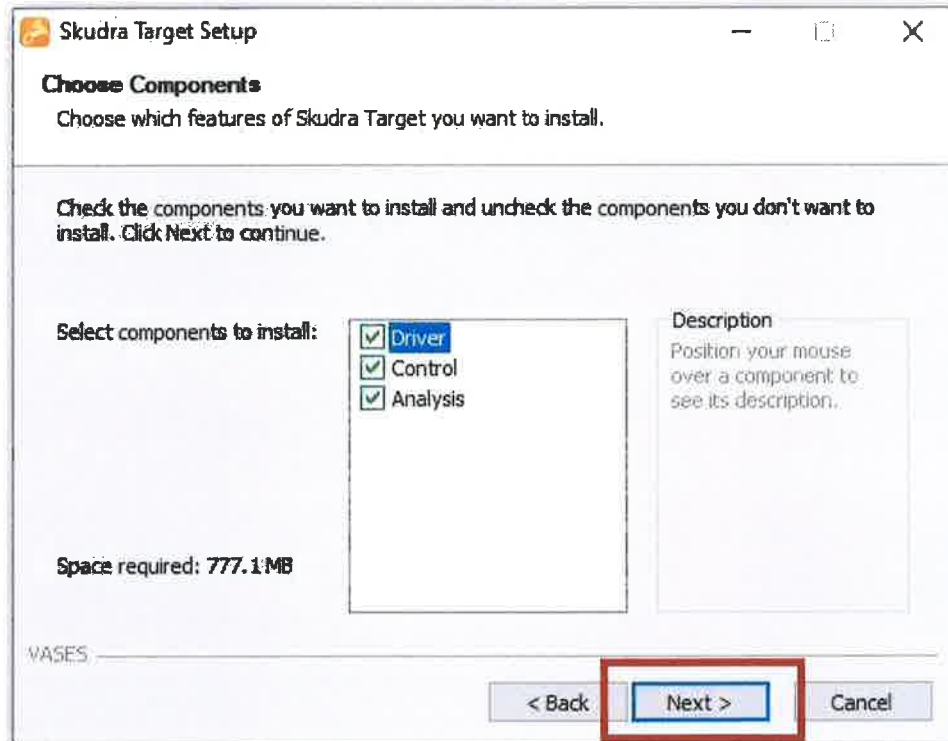 Skudra Target Setup
Choose Components
Choose which features of Skudra Target you want to install.
Check the components you want to install and uncheck the components you don't want to
install. Click Next to continue.
Select components to install:
Driver
Control
Analysis
Description
Position your mouse
over a component to
see its description.
Space required: 777.1 MB
VASES
< Back
Next >
Cancel